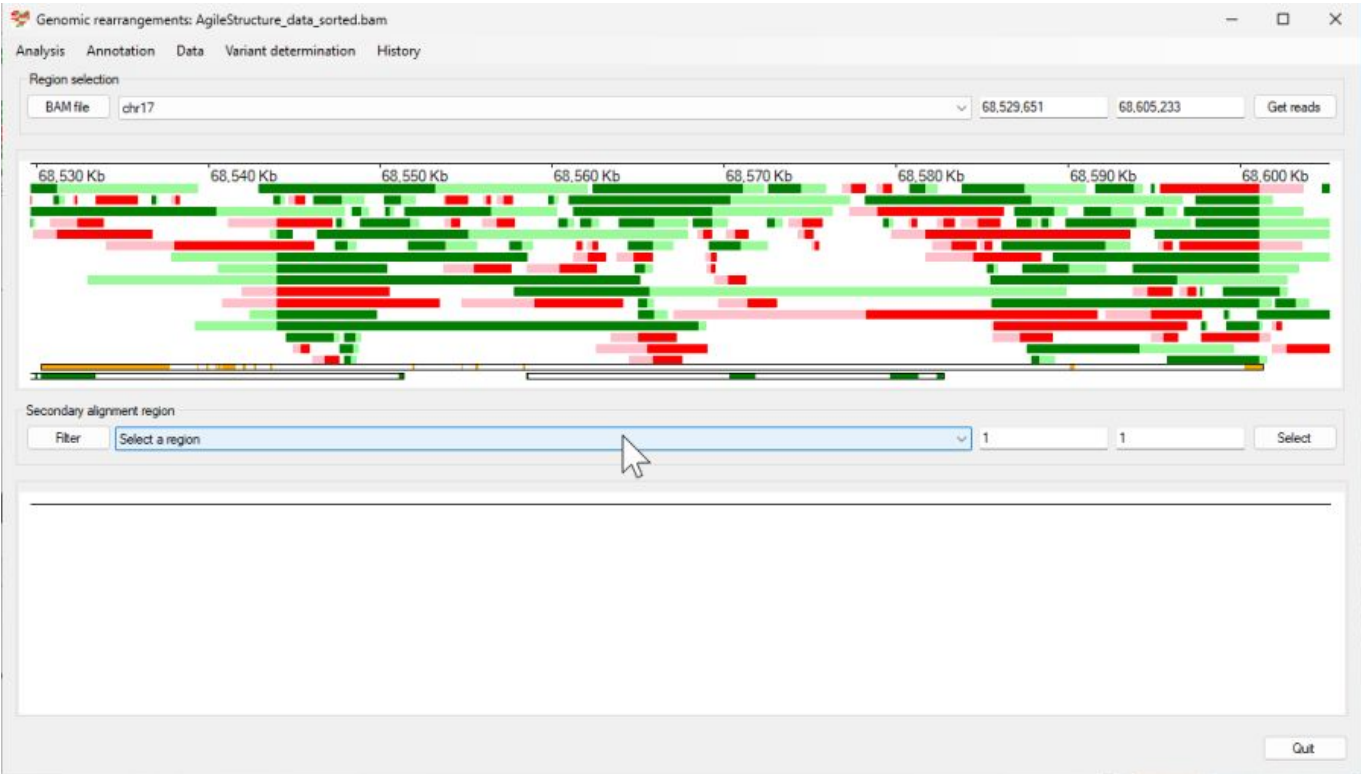 Genomic rearrangements: AgileStructure_data_sorted.bam
Analysis Annotation Data Variant determination History
Region selection
BAM file chr17 68,529,651 68,605,233 Get reads
68,530 Kb 68,540 Kb 68,550 Kb 68,560 Kb 68,570 Kb 68,580 Kb 68,590 Kb 68,600 Kb
Secondary alignment region
Filter Select a region 1 1 Select
Quit